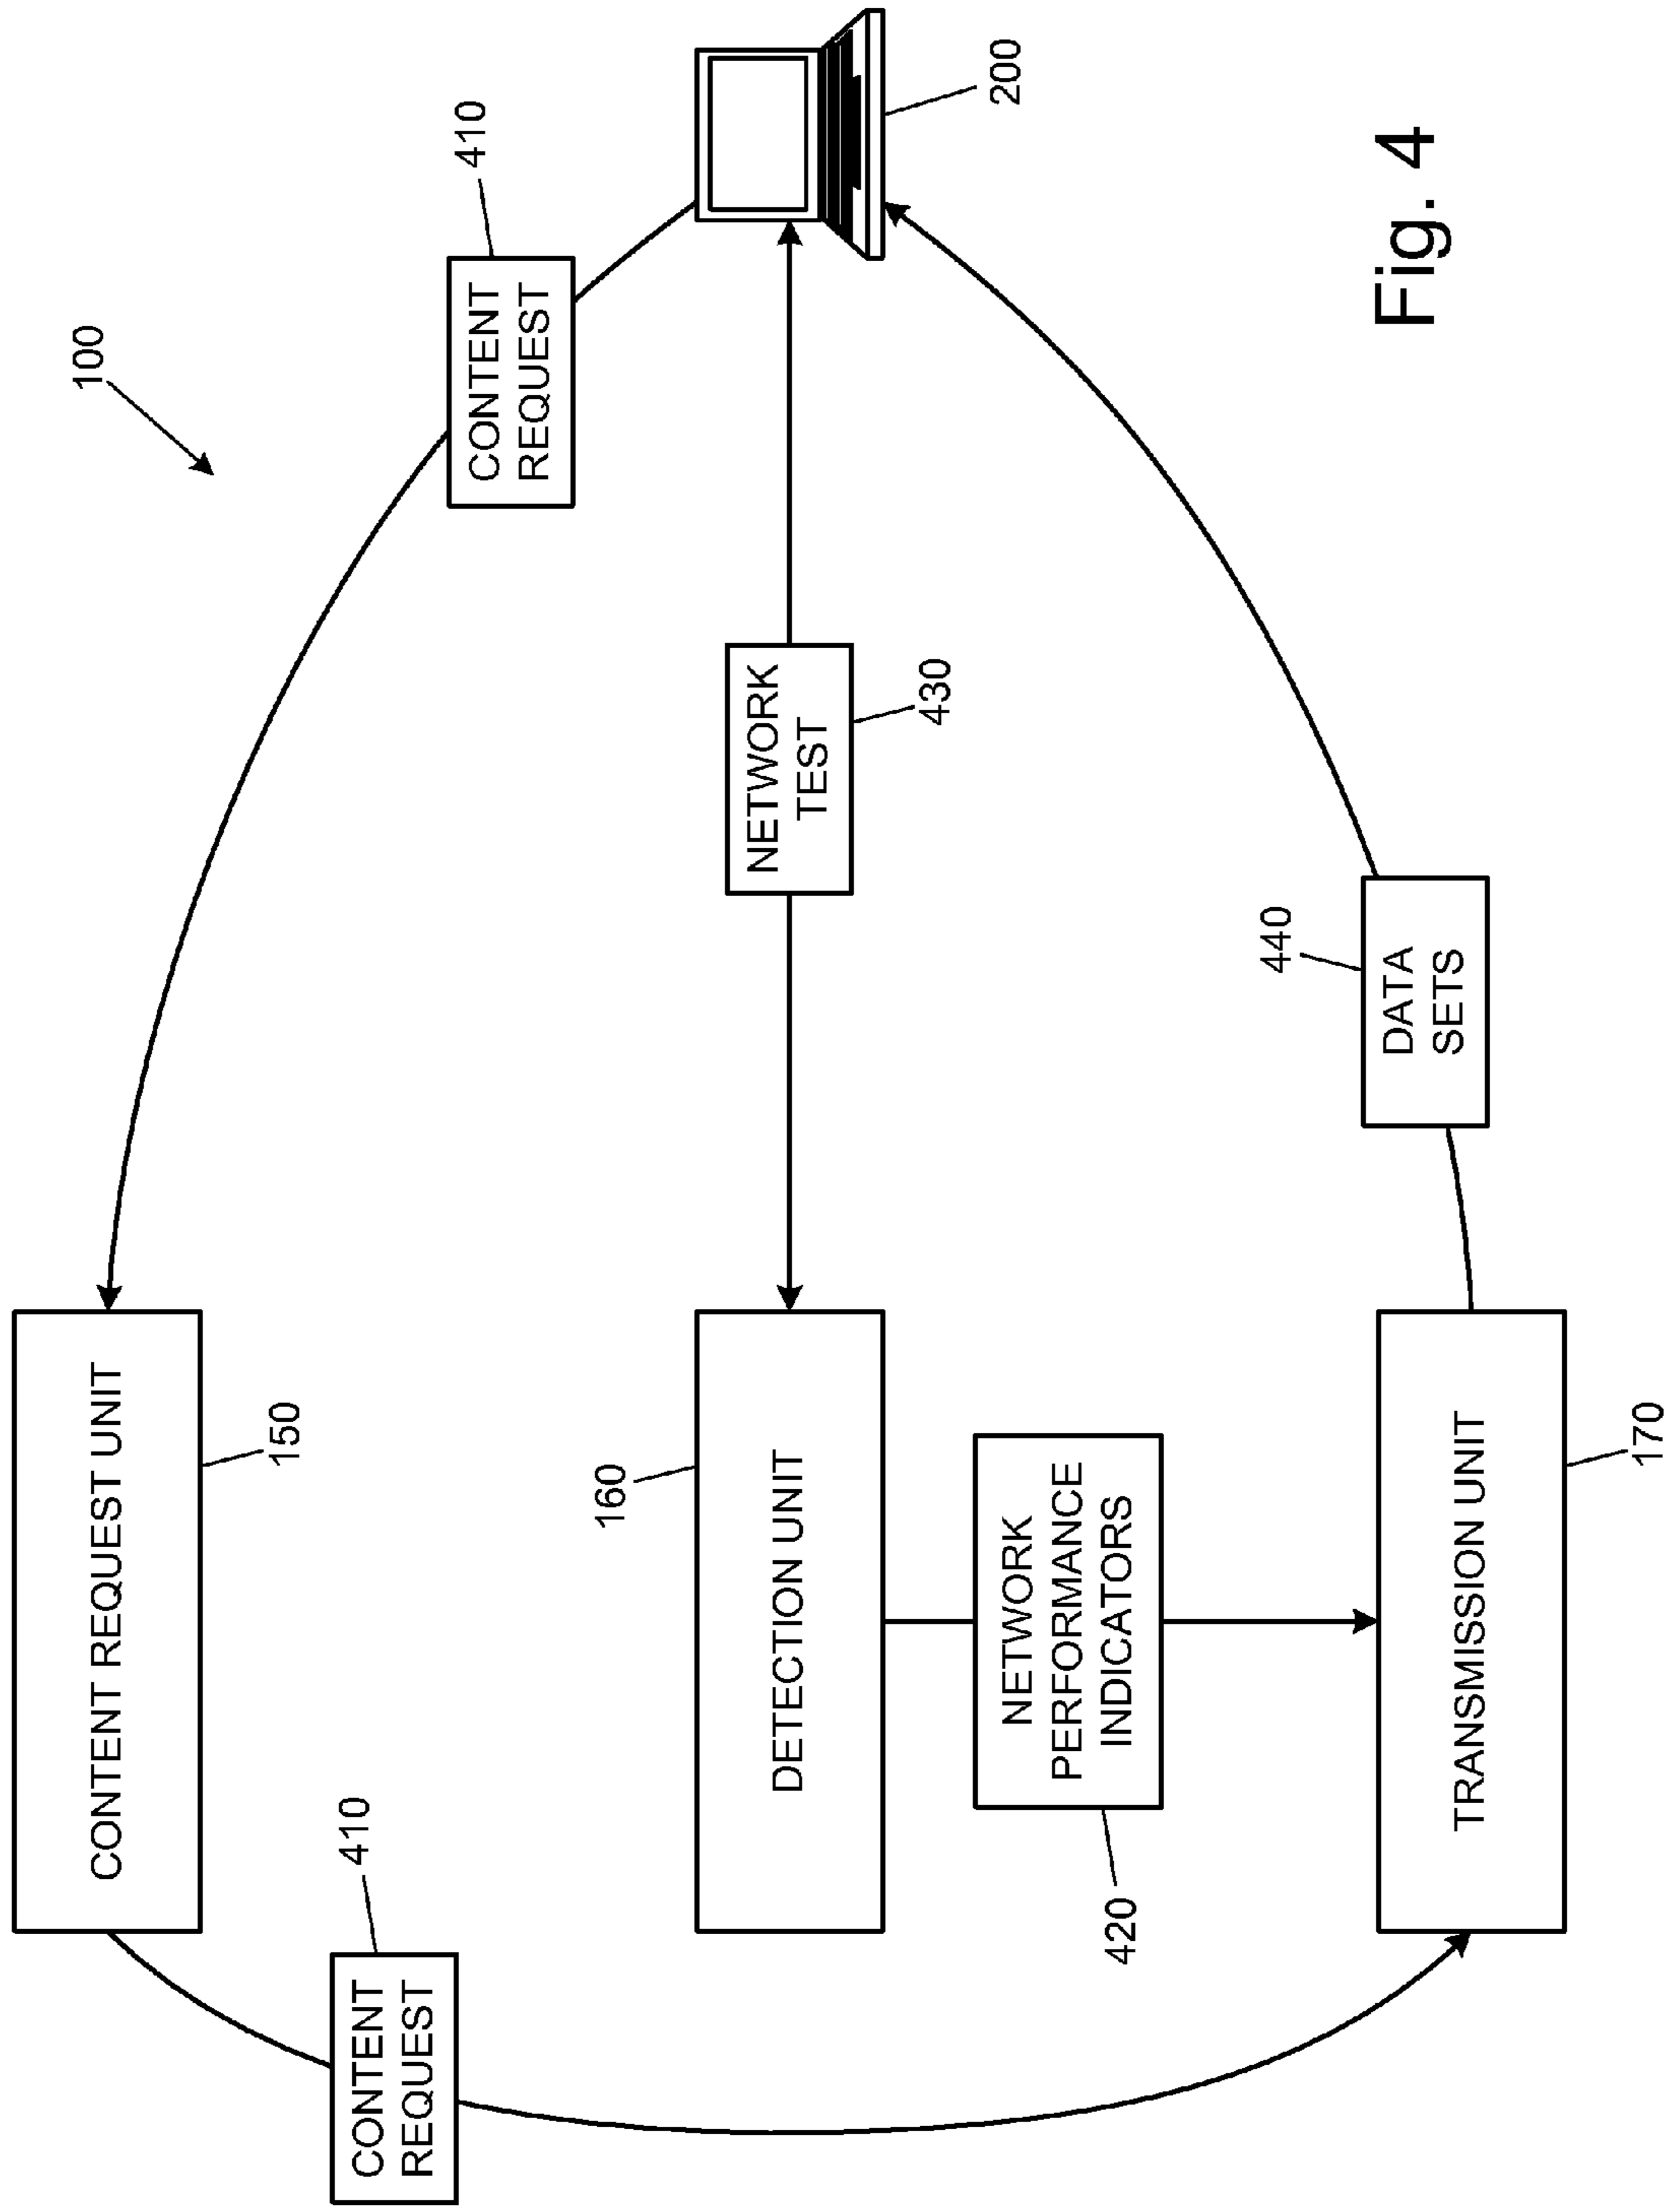 100
410
CONTENT
REQUEST
200
CONTENT REQUEST UNIT
150
410
CONTENT
REQUEST
NETWORK
TEST
430
160
DETECTION UNIT
NETWORK
PERFORMANCE
INDICATORS
420
440
DATA
SETS
TRANSMISSION UNIT
170
Fig. 4